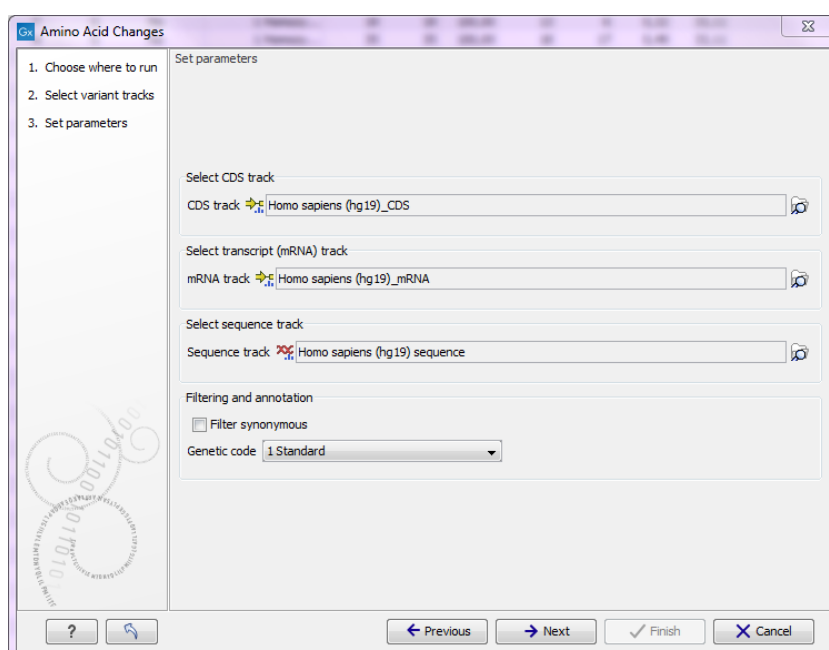 Gx Amino Acid Changes
1. Choose where to run
2. Select variant tracks
3. Set parameters
Set parameters
Select CDS track
CDS track Homo sapiens (hg19)_CDS
Select transcript (mRNA) track
mRNA track Homo sapiens (hg19)_mRNA
Select sequence track
Sequence track Homo sapiens (hg19) sequence
Filtering and annotation
Filter synonymous
Genetic code 1 Standard
? Previous Next Finish Cancel